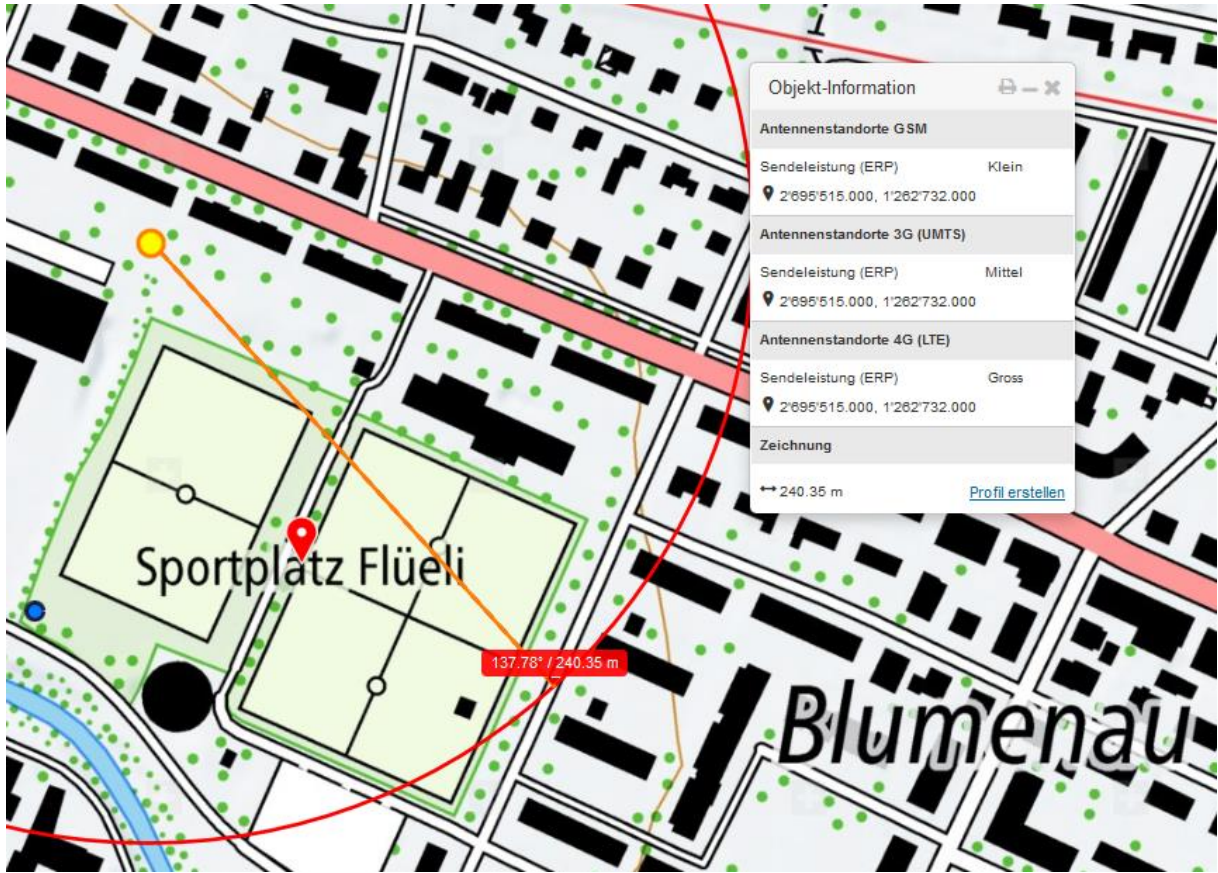 Objekt-Information
Antennenstandorte GSM
Sendeleistung (ERP) Klein
2'695'515.000, 1'262'732.000
Antennenstandorte 3G (UMTS)
Sendeleistung (ERP) Mittel
2'695'515.000, 1'262'732.000
Antennenstandorte 4G (LTE)
Sendeleistung (ERP) Gross
2'695'515.000, 1'262'732.000
Zeichnung
240.35 m Profil erstellen
Sportplatz Flüeli
137.78° / 240.35 m
Blumenau